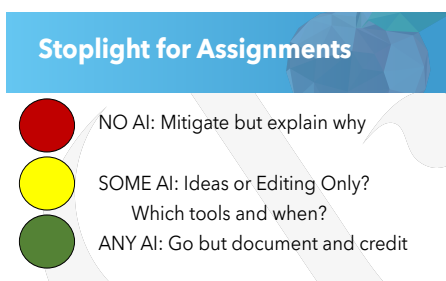 Stoplight for Assignments
NO AI: Mitigate but explain why
SOME AI: Ideas or Editing Only?
Which tools and when?
ANY AI: Go but document and credit